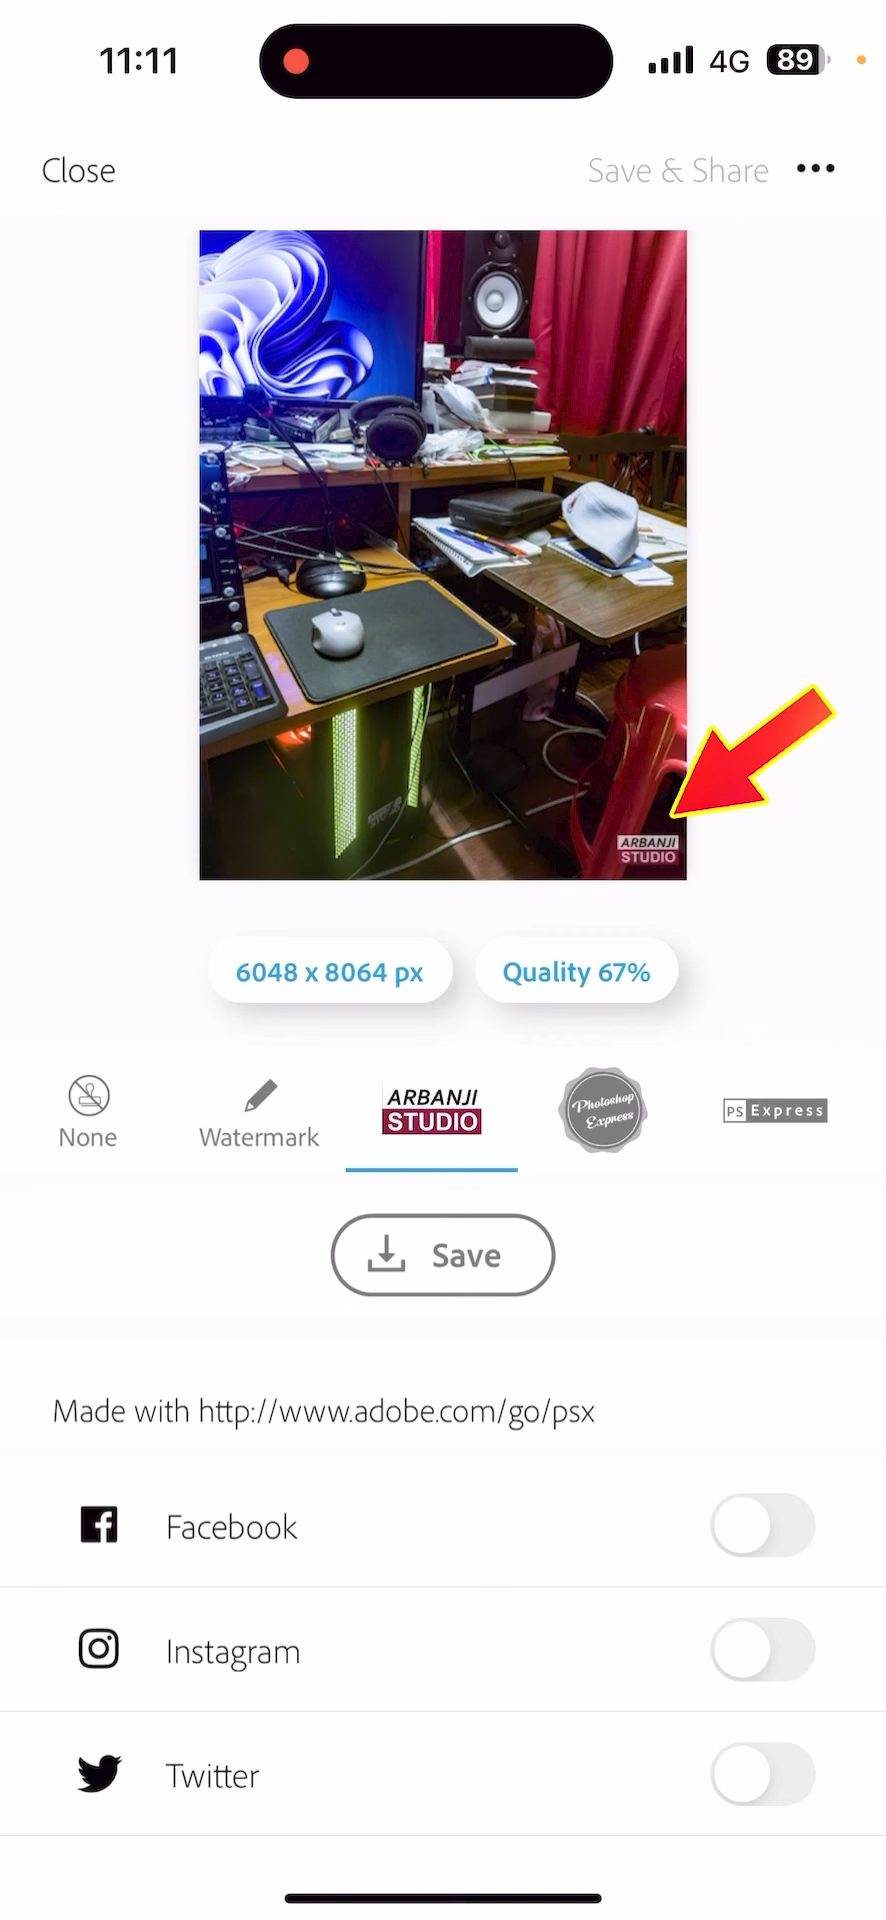 11:11
4G
89
Close
Save & Share
ARBANJI
STUDIO
6048 x 8064 px
Quality 67%
None
Watermark
ARBANJI
STUDIO
Photoshop
Express
PS Express
Save
Made with http://www.adobe.com/go/psx
Facebook
Instagram
Twitter